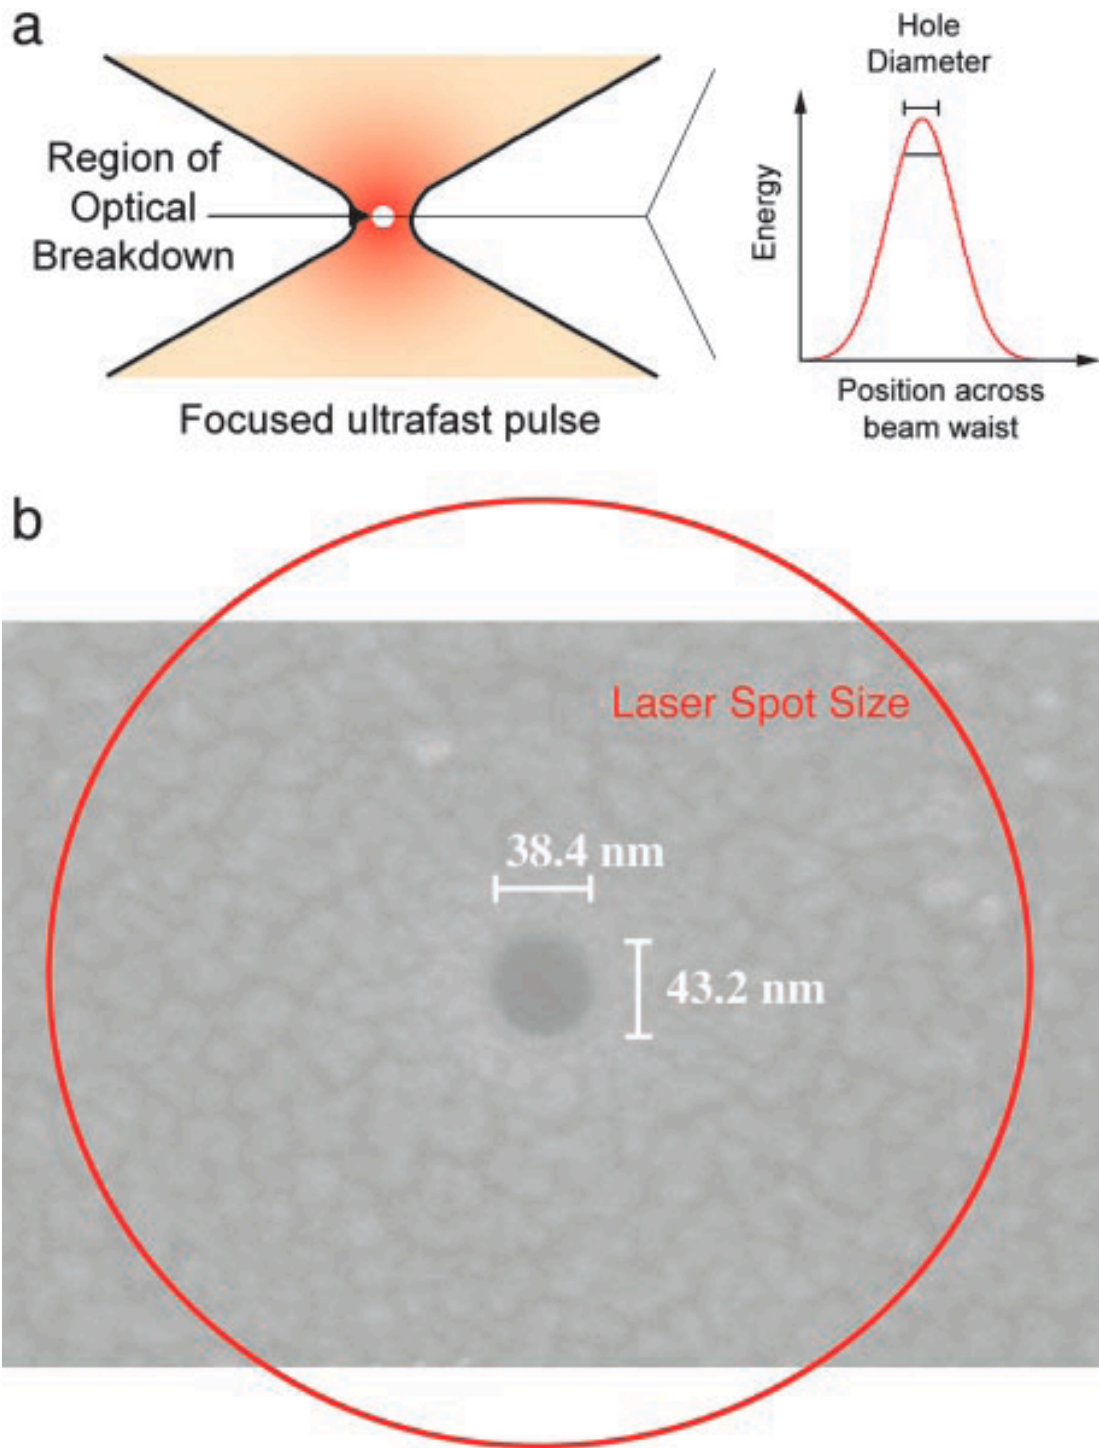 a
Region of
Optical
Breakdown
Focused ultrafast pulse
Hole
Diameter
Energy
Position across
beam waist
b
Laser Spot Size
38.4 nm
43.2 nm